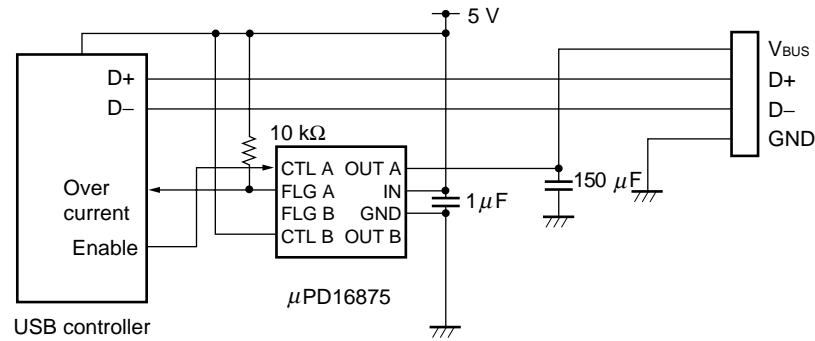 5 V
VBUS
D+
D−
GND
D+
D−
10 kΩ
Over
current
Enable
CTL A OUT A
FLG A IN
FLG B GND
CTL B OUT B
1 μF
150 μF
μPD16875
USB controller